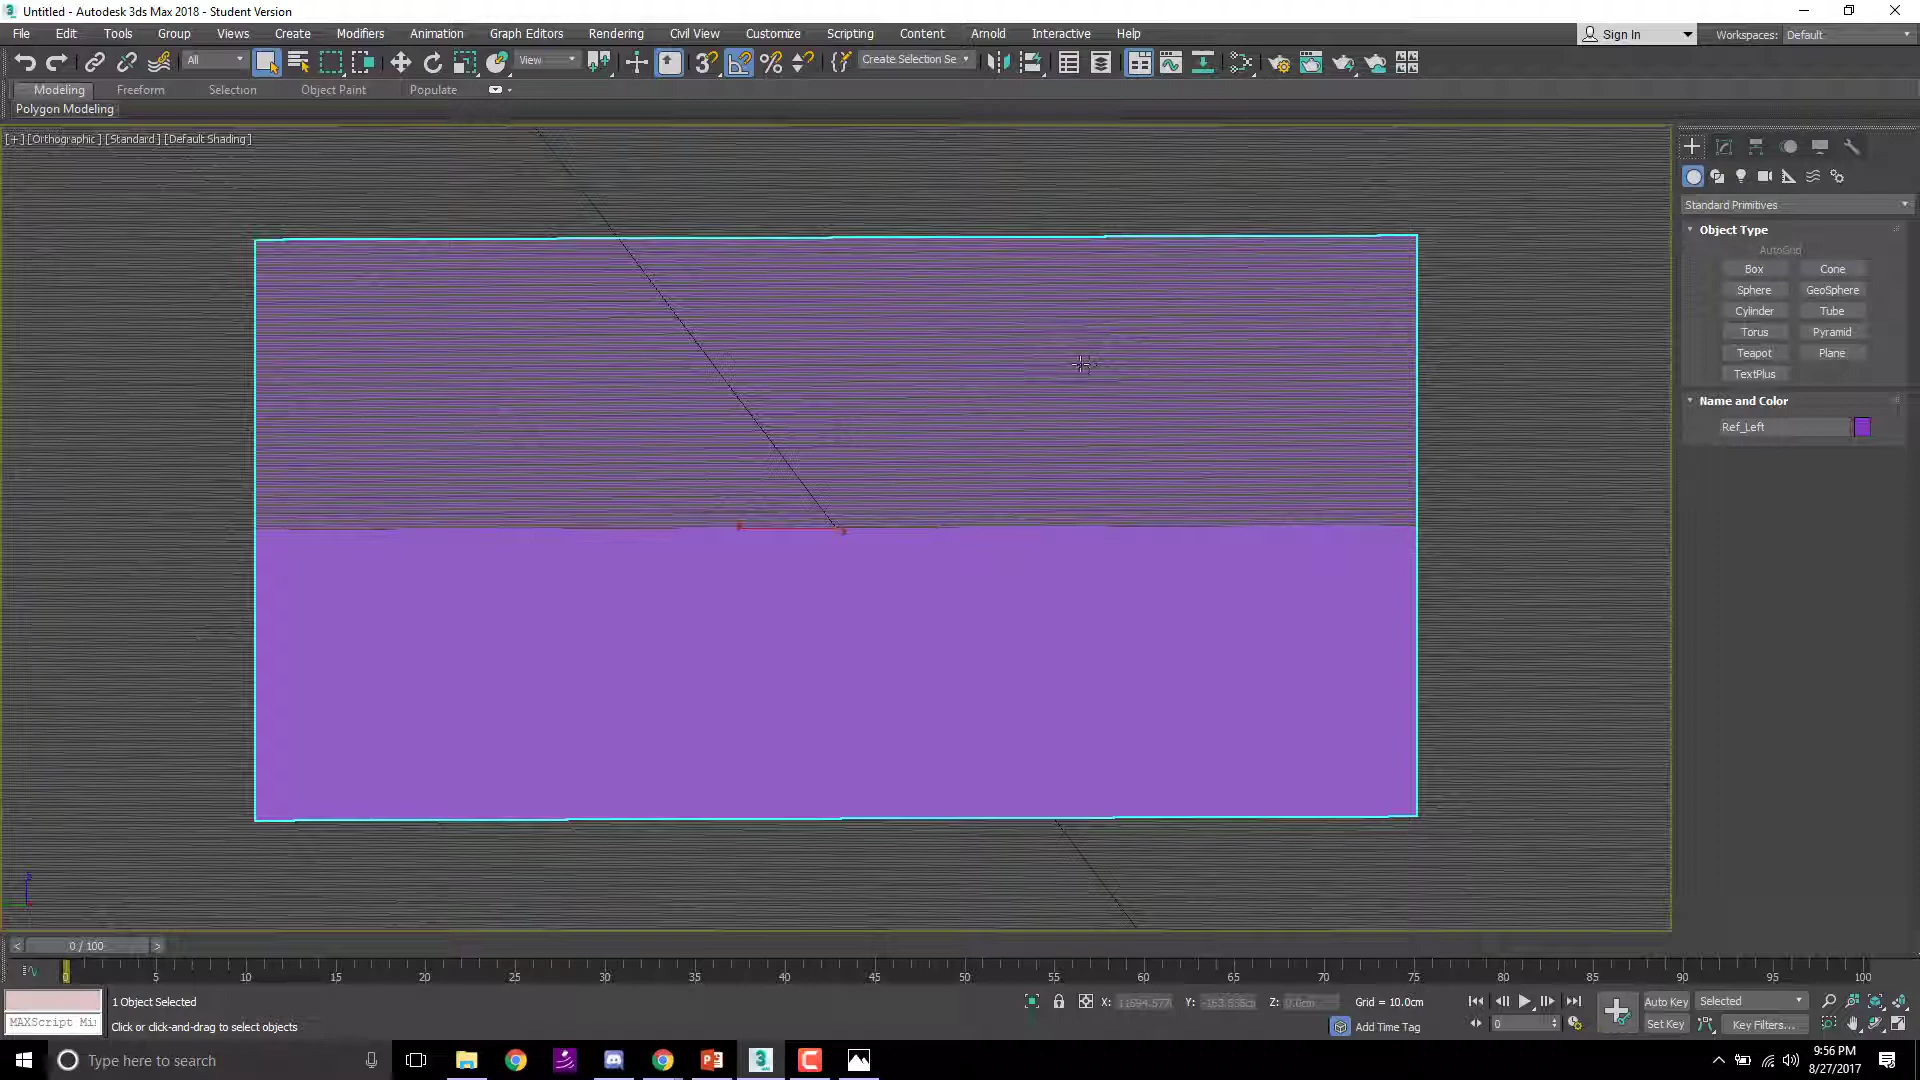 Untitled - Autodesk 3ds Max 2018 - Student Version
File Edit Tools Group Views Create Modifiers Animation Graph Editors Rendering Civil View Customize Scripting Content Arnold Interactive Help
Sign In
Workspaces: Default
All
View
Create Selection Se
Modeling Freeform Selection Object Paint Populate
Polygon Modeling
[+] [Orthographic] [Standard] [Default Shading]
Standard Primitives
Object Type
AutoGrid
Box Cone
Sphere GeoSphere
Cylinder Tube
Torus Pyramid
Teapot Plane
TextPlus
Name and Color
Ref_Left
< 0 / 100 >
0 5 10 15 20 25 30 35 40 45 50 55 60 65 70 75 80 85 90 95 100
1 Object Selected
X: Y: Z: 0.0cm Grid = 10.0cm
Auto Key Selected
MAXScript Mi
Click or click-and-drag to select objects
Add Time Tag
0
Set Key Key Filters...
Type here to search
9:56 PM
8/27/2017